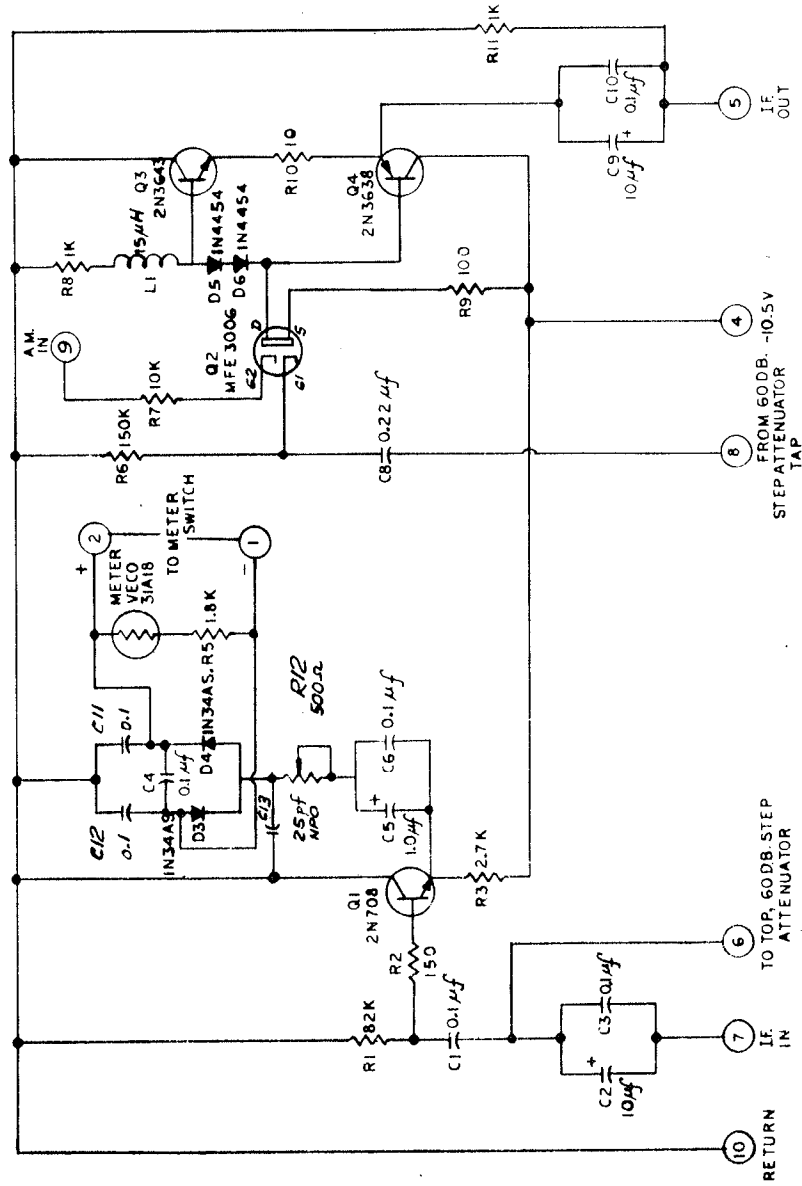 R8
1K
15μH
L1
Q3
2N3643
D5
1N4454
D6
1N4454
R10
10
Q4
2N3638
R11
1K
C9
10μf
+
C10
0.1μf
5
I.F.
OUT
A.M.
IN
9
R7
10K
Q2
MFE 3006
G2
G1
D
S
R9
100
R6
150K
C8
0.22 μf
8
FROM 60DB.
STEPATTENUATOR
TAP
4
-10.5V
2
+
METER
VECO
31A18
TO METER
SWITCH
1
-
1.8K
R5
C11
0.1
C12
0.1
C4
0.1μf
1N34AS
D3
D4
1N34AS.
C13
25pf
NPO
R12
500Ω
C6
0.1 μf
C5
1.0μf
+
Q1
2N708
R3
2.7K
R2
150
R1
82K
C1
0.1μf
6
TO TOP, 60DB.STEP
ATTENUATOR
C2
10μf
+
C3
0.1μf
7
I.F.
IN
10
RETURN